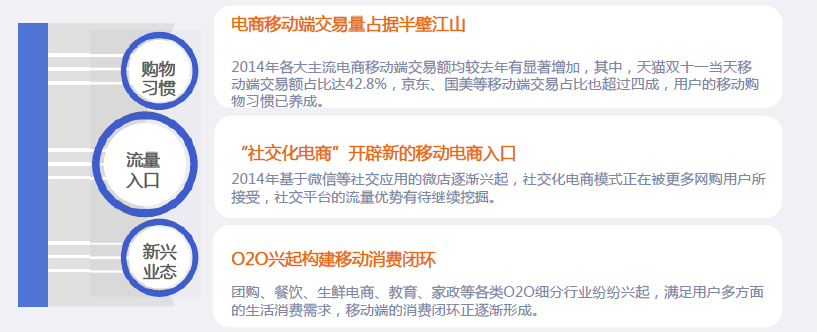 购物
习惯
电商移动端交易量占据半壁江山
2014年各大主流电商移动端交易额均较去年有显著增加，其中，天猫双十一当天移
动端交易额占比达42.8%，京东、国美等移动端交易占比也超过四成，用户的移动购
物习惯已养成。
流量
入口
“社交化电商”开辟新的移动电商入口
2014年基于微信等社交应用的微店逐渐兴起，社交化电商模式正在被更多网购用户所
接受，社交平台的流量优势有待继续挖掘。
新兴
业态
O2O兴起构建移动消费闭环
团购、餐饮、生鲜电商、教育、家政等各类O2O细分行业纷纷兴起，满足用户多方面
的生活消费需求，移动端的消费闭环正逐渐形成。